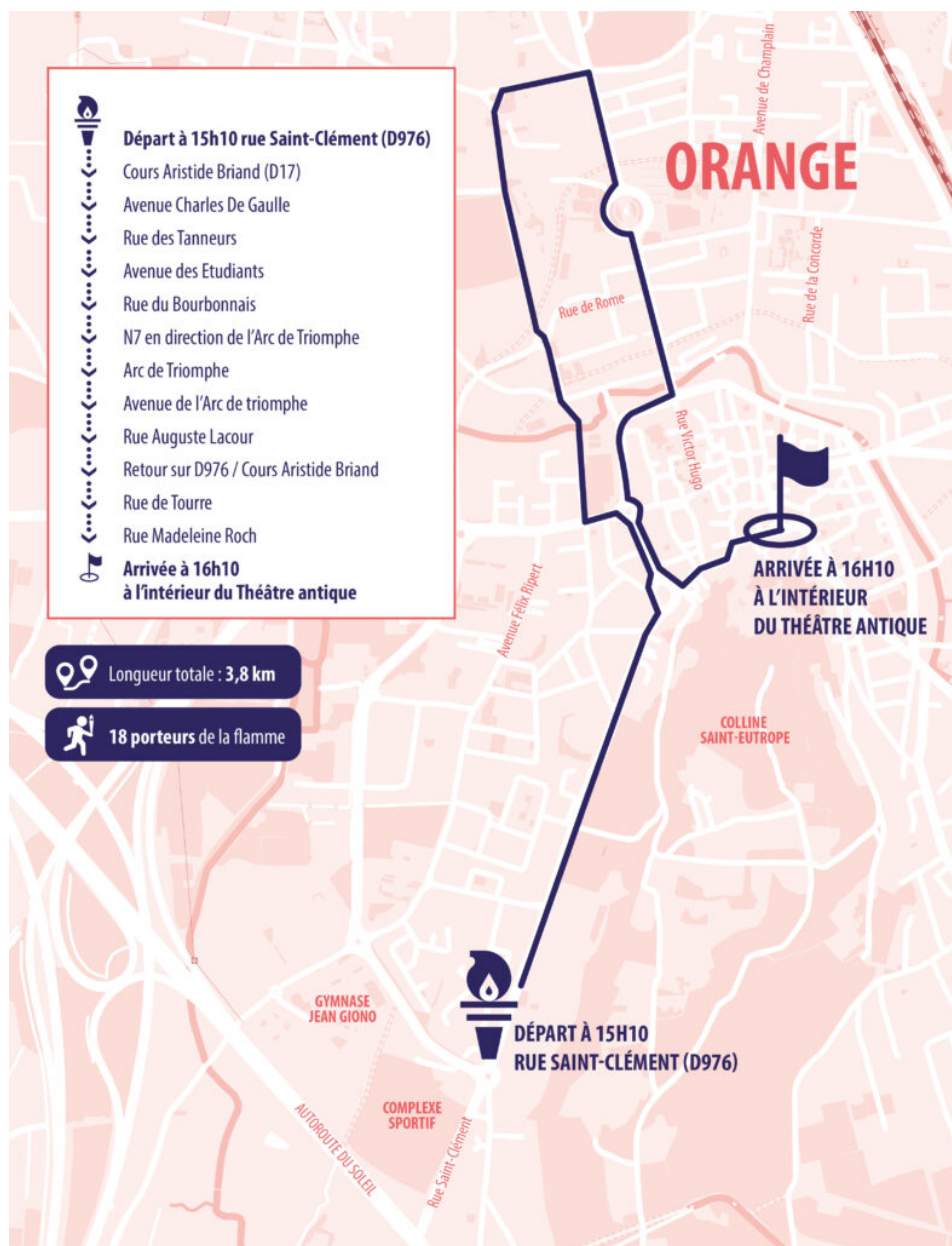 Départ à 15h10 rue Saint-Clément (D976)
Cours Aristide Briand (D17)
Avenue Charles De Gaulle
Rue des Tanneurs
Avenue des Etudiants
Rue du Bourbonnais
N7 en direction de l'Arc de Triomphe
Arc de Triomphe
Avenue de l'Arc de triomphe
Rue Auguste Lacour
Retour sur D976 / Cours Aristide Briand
Rue de Tourre
Rue Madeleine Roch
Arrivée à 16h10
à l'intérieur du Théâtre antique
Longueur totale : 3,8 km
18 porteurs de la flamme
Avenue de Champlain
ORANGE
Rue de la Concorde
Rue de Rome
Rue Victor Hugo
ARRIVÉE À 16H10
À L'INTÉRIEUR
DU THÉÂTRE ANTIQUE
Avenue Félix Ripert
COLLINE
SAINT-EUTROPE
GYMNASE
JEAN GIONO
DÉPART À 15H10
RUE SAINT-CLÉMENT (D976)
COMPLEXE
SPORTIF
AUTOROUTE DU SOLEIL
Rue Saint-Clément